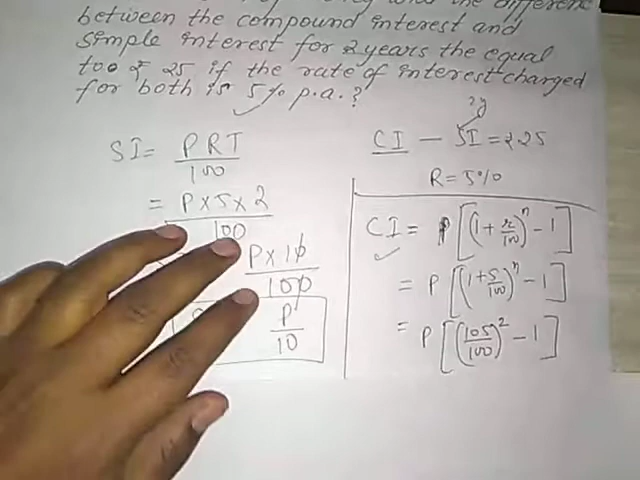 between the compound interest and
simple interest for 2 years the equal
too ₹ 25 if the rate of interest charged
for both is 5% p.a.?
2y
SI = PRT/100
CI - SI = ₹25
R = 5%
= P×5×2/100
CI = P[(1+r/100)^n - 1]
P×10/100
= P[(1+5/100)^n - 1]
P/10
= P[(105/100)^2 - 1]